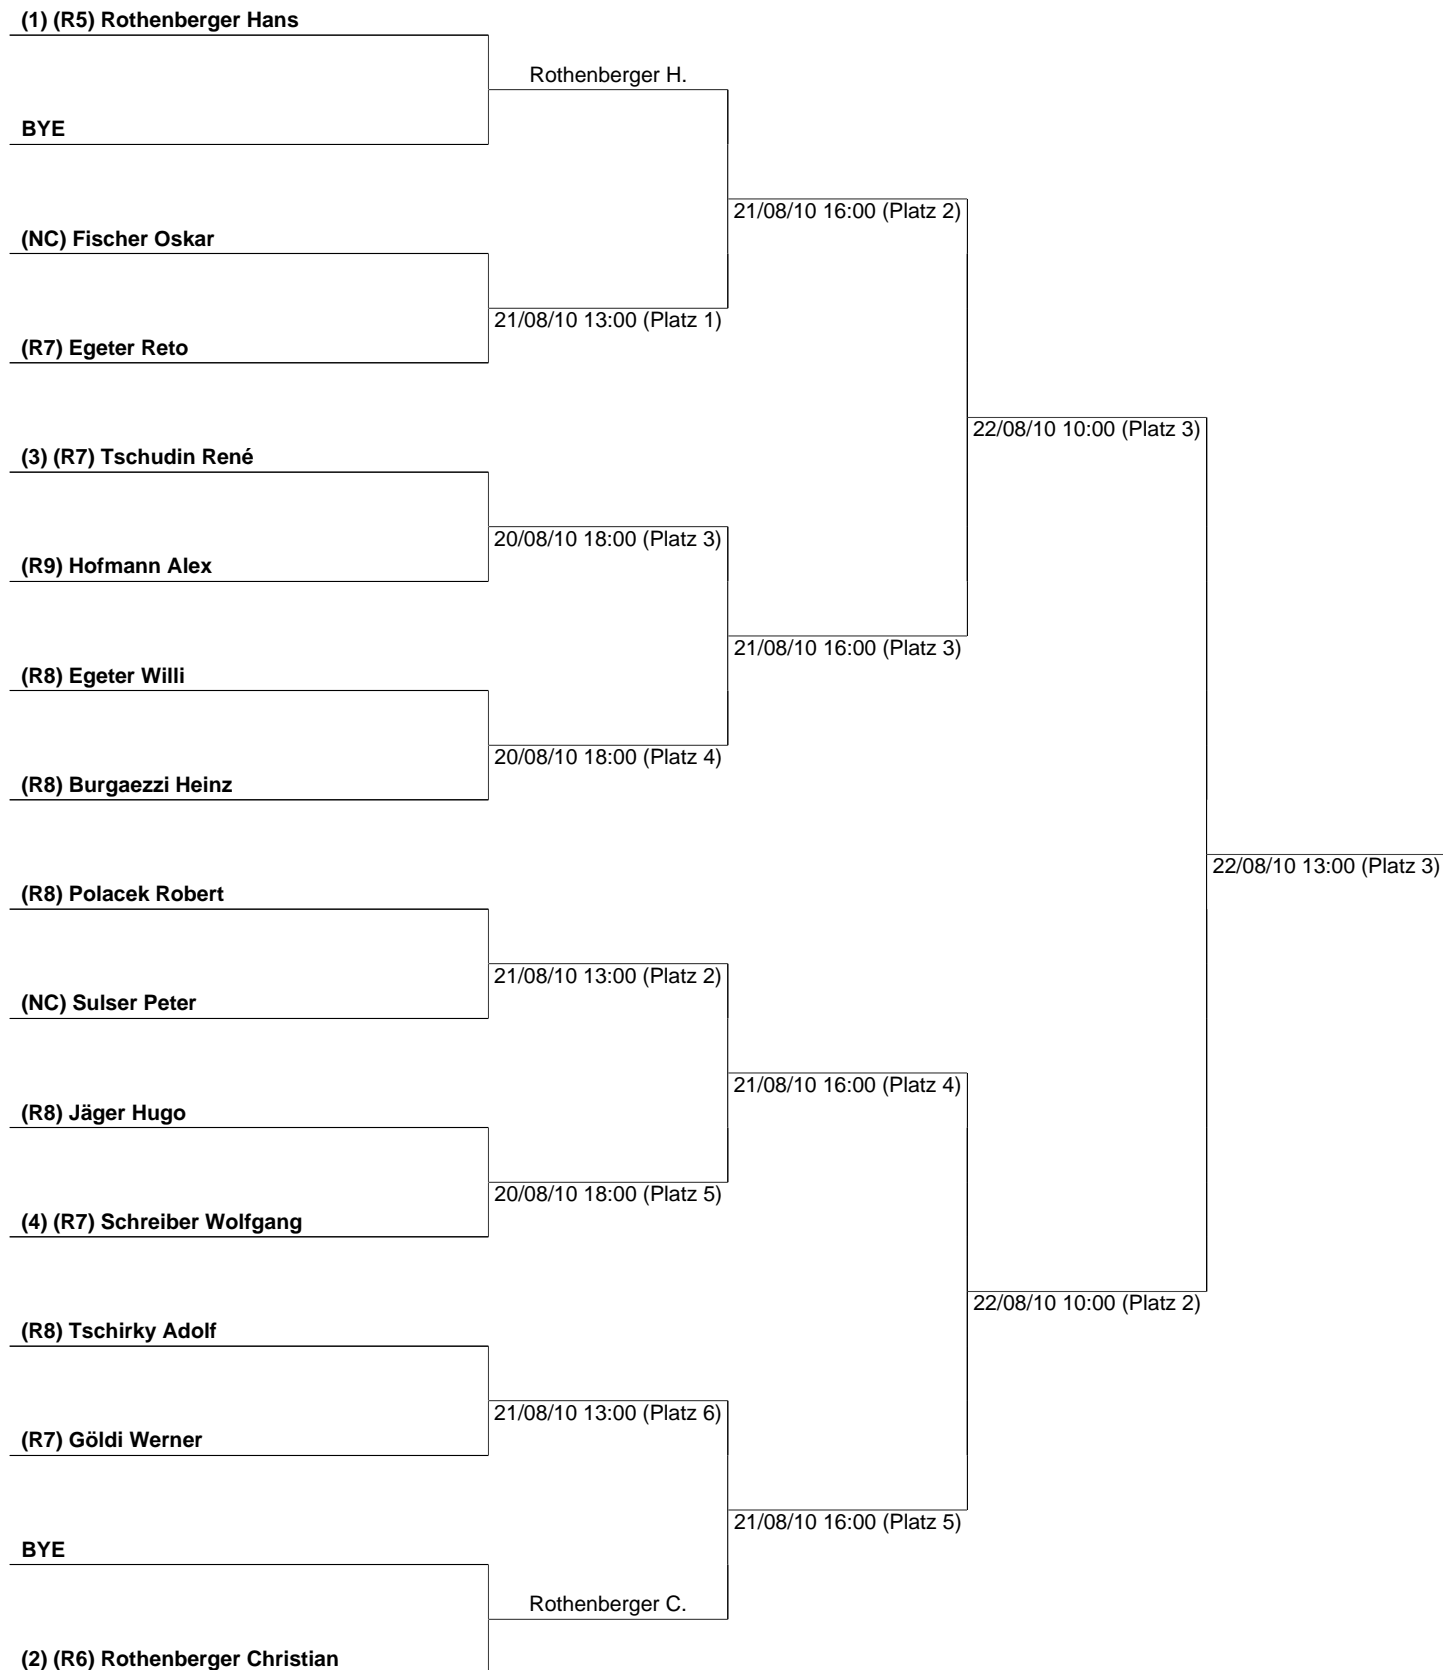 (1) (R5) Rothenberger Hans
Rothenberger H.
BYE
21/08/10 16:00 (Platz 2)
(NC) Fischer Oskar
21/08/10 13:00 (Platz 1)
(R7) Egeter Reto
22/08/10 10:00 (Platz 3)
(3) (R7) Tschudin René
20/08/10 18:00 (Platz 3)
(R9) Hofmann Alex
21/08/10 16:00 (Platz 3)
(R8) Egeter Willi
20/08/10 18:00 (Platz 4)
(R8) Burgaezzi Heinz
22/08/10 13:00 (Platz 3)
(R8) Polacek Robert
21/08/10 13:00 (Platz 2)
(NC) Sulser Peter
21/08/10 16:00 (Platz 4)
(R8) Jäger Hugo
20/08/10 18:00 (Platz 5)
(4) (R7) Schreiber Wolfgang
22/08/10 10:00 (Platz 2)
(R8) Tschirky Adolf
21/08/10 13:00 (Platz 6)
(R7) Göldi Werner
21/08/10 16:00 (Platz 5)
BYE
Rothenberger C.
(2) (R6) Rothenberger Christian